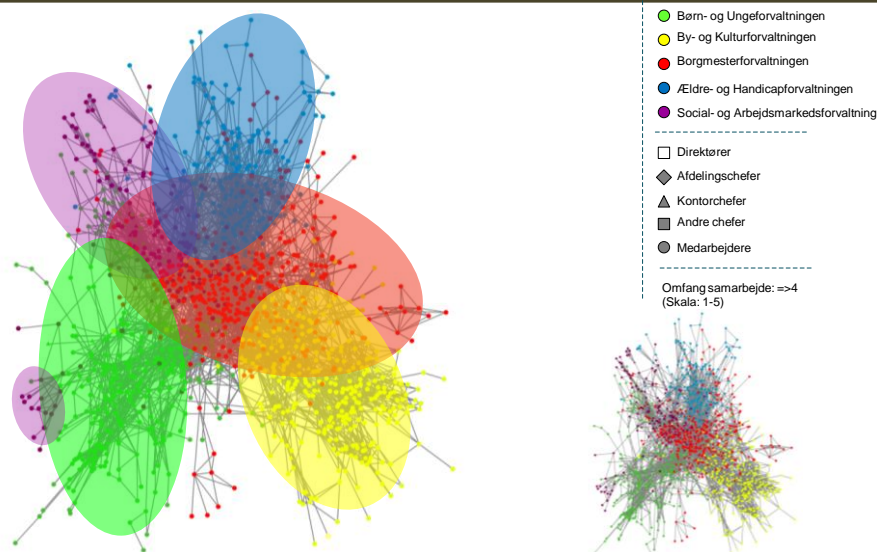 Børn- og Ungeforvaltningen
By- og Kulturforvaltningen
Borgmesterforvaltningen
Ældre- og Handicapforvaltningen
Social- og Arbejdsmarkedsforvaltning
Direktører
Afdelingschefer
Kontorchefer
Andre chefer
Medarbejdere
Omfang samarbejde: =>4
(Skala: 1-5)